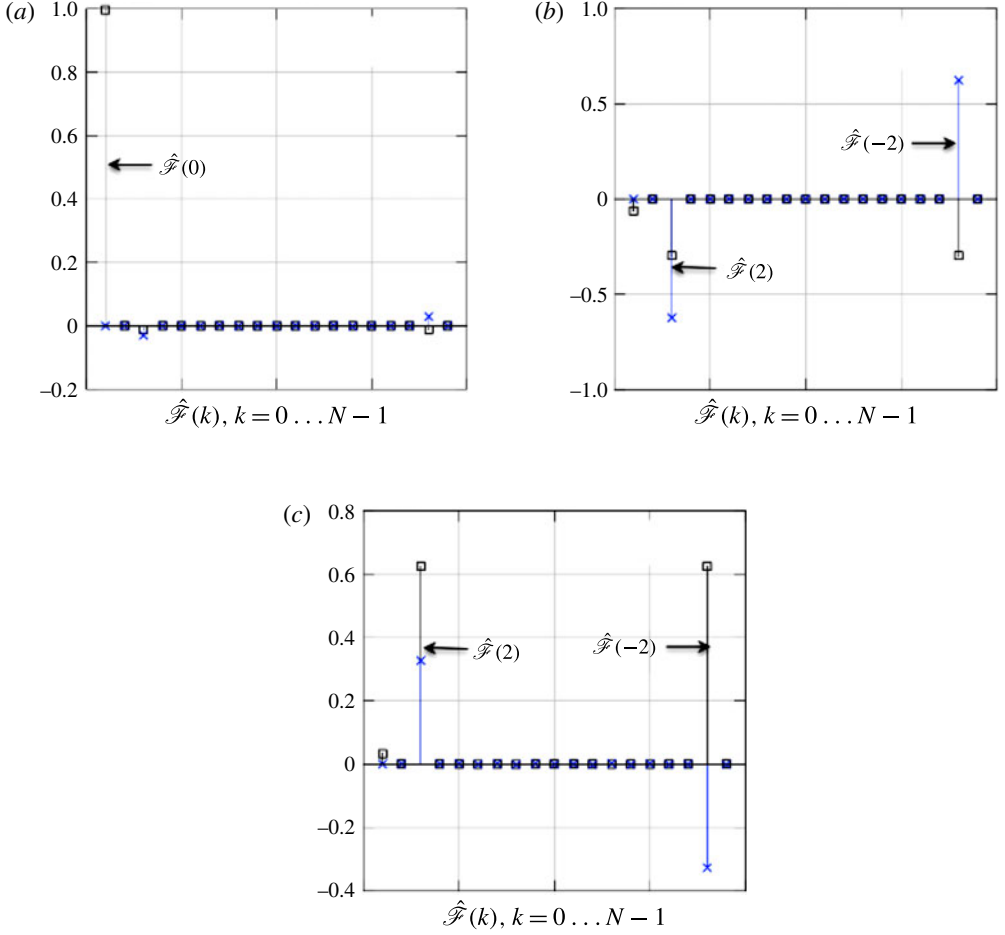 (a)
1.0
0.8
0.6
0.4
0.2
0
–0.2
ℱ̂(0)
ℱ̂(k), k = 0 … N − 1
(b)
1.0
0.5
0
–0.5
–1.0
ℱ̂(−2)
ℱ̂(2)
ℱ̂(k), k = 0 … N − 1
(c)
0.8
0.6
0.4
0.2
0
–0.2
–0.4
ℱ̂(2)
ℱ̂(−2)
ℱ̂(k), k = 0 … N − 1